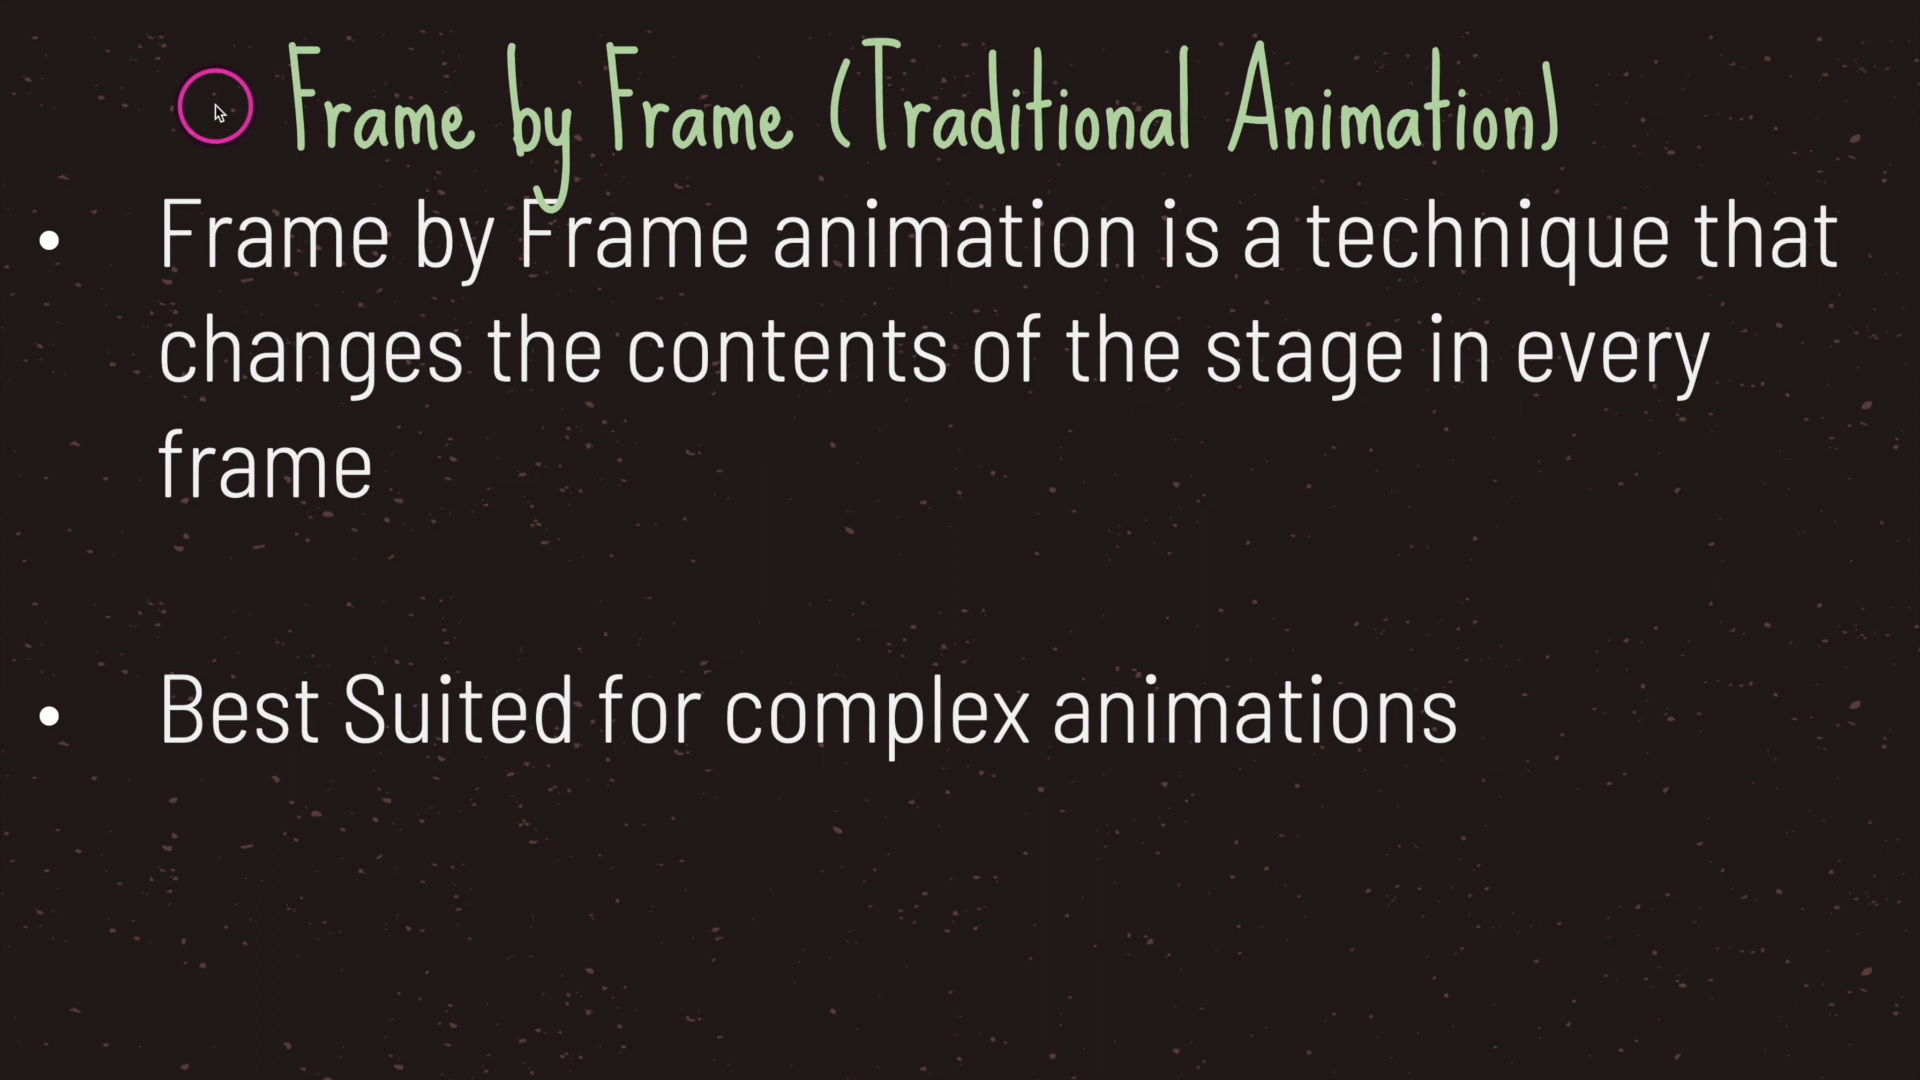 Frame by Frame (Traditional Animation)
• Frame by Frame animation is a technique that
changes the contents of the stage in every
frame
• Best Suited for complex animations